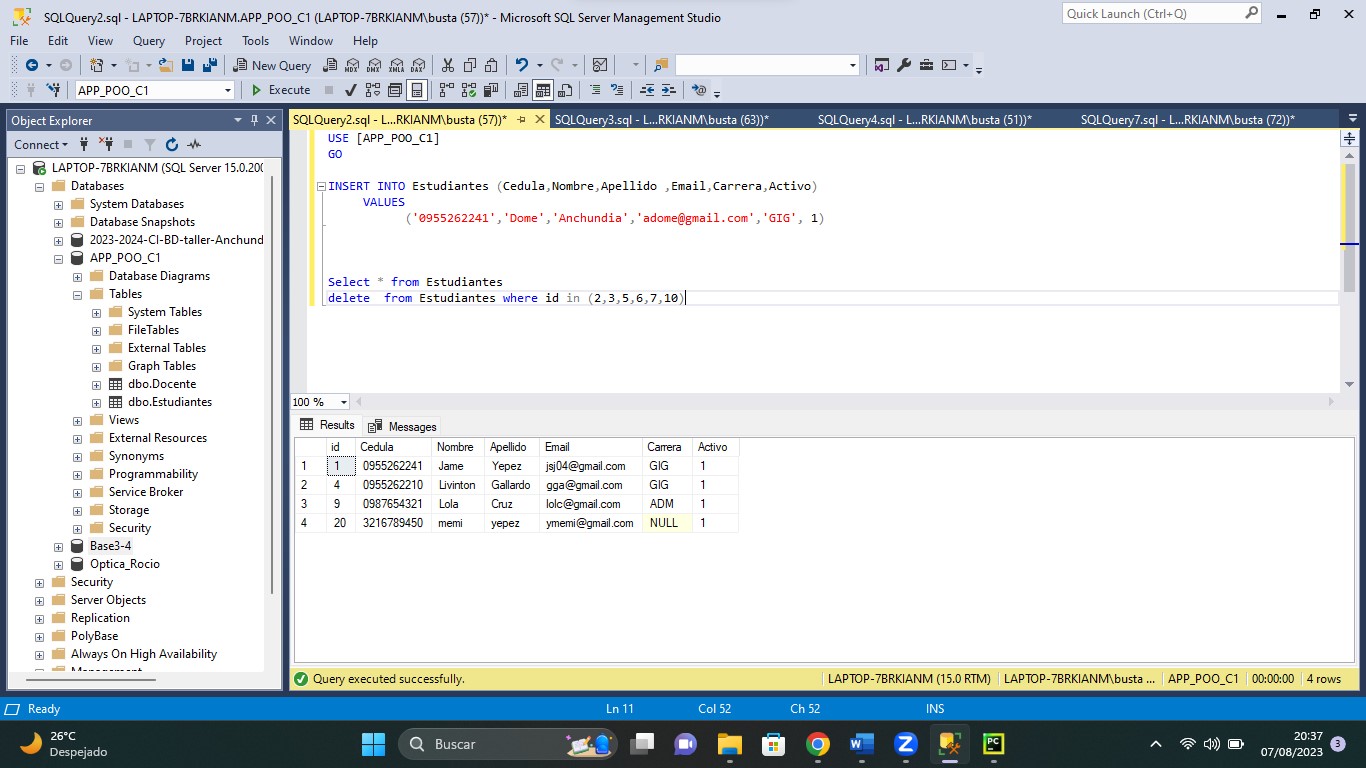 SQLQuery2.sql - LAPTOP-7BRKIANM.APP_POO_C1 (LAPTOP-7BRKIANM\busta (57))* - Microsoft SQL Server Management Studio
Quick Launch (Ctrl+Q)
File Edit View Query Project Tools Window Help
New Query MDX DMX XMLA DAX
APP_POO_C1 Execute
Object Explorer
Connect
LAPTOP-7BRKIANM (SQL Server 15.0.200
Databases
System Databases
Database Snapshots
2023-2024-CI-BD-taller-Anchund
APP_POO_C1
Database Diagrams
Tables
System Tables
FileTables
External Tables
Graph Tables
dbo.Docente
dbo.Estudiantes
Views
External Resources
Synonyms
Programmability
Service Broker
Storage
Security
Base3-4
Optica_Rocio
Security
Server Objects
Replication
PolyBase
Always On High Availability
Management
SQLQuery2.sql - L...RKIANM\busta (57))* SQLQuery3.sql - L...RKIANM\busta (63))* SQLQuery4.sql - L...RKIANM\busta (51))* SQLQuery7.sql - L...RKIANM\busta (72))*
USE [APP_POO_C1]
GO
INSERT INTO Estudiantes (Cedula,Nombre,Apellido ,Email,Carrera,Activo)
VALUES
('0955262241','Dome','Anchundia','adome@gmail.com','GIG', 1)
Select * from Estudiantes
delete  from Estudiantes where id in (2,3,5,6,7,10)
100 %
Results Messages
id Cedula Nombre Apellido Email Carrera Activo
1 1 0955262241 Jame Yepez jsj04@gmail.com GIG 1
2 4 0955262210 Livinton Gallardo gga@gmail.com GIG 1
3 9 0987654321 Lola Cruz lolc@gmail.com ADM 1
4 20 3216789450 memi yepez ymemi@gmail.com NULL 1
Query executed successfully. LAPTOP-7BRKIANM (15.0 RTM) LAPTOP-7BRKIANM\busta ... APP_POO_C1 00:00:00 4 rows
Ready Ln 11 Col 52 Ch 52 INS
26°C
Despejado
Buscar
PC
20:37
07/08/2023
3